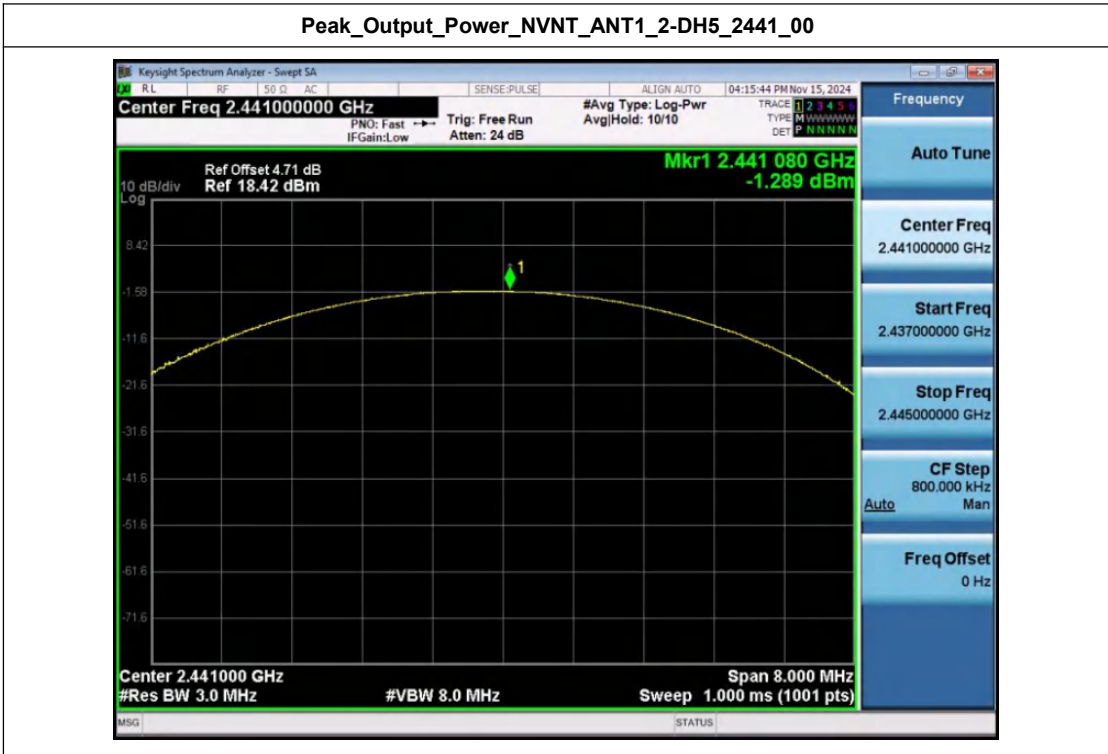 Peak_Output_Power_NVNT_ANT1_2-DH5_2441_00
Keysight Spectrum Analyzer - Swept SA
LXI RL RF 50 Ω AC SENSE:PULSE ALIGN AUTO 04:15:44 PM Nov 15, 2024
Center Freq 2.441000000 GHz #Avg Type: Log-Pwr TRACE 1 2 3 4 5 6
PNO: Fast Trig: Free Run Avg|Hold: 10/10 TYPE M W W W W W
IFGain:Low Atten: 24 dB DET P N N N N N
Frequency
Auto Tune
Mkr1 2.441 080 GHz
-1.289 dBm
Ref Offset 4.71 dB
10 dB/div Ref 18.42 dBm
Log
1
8.42
-1.58
-11.6
-21.6
-31.6
-41.6
-51.6
-61.6
-71.6
Center Freq
2.441000000 GHz
Start Freq
2.437000000 GHz
Stop Freq
2.445000000 GHz
CF Step
800.000 kHz
Auto Man
Freq Offset
0 Hz
Center 2.441000 GHz Span 8.000 MHz
#Res BW 3.0 MHz #VBW 8.0 MHz Sweep 1.000 ms (1001 pts)
MSG STATUS